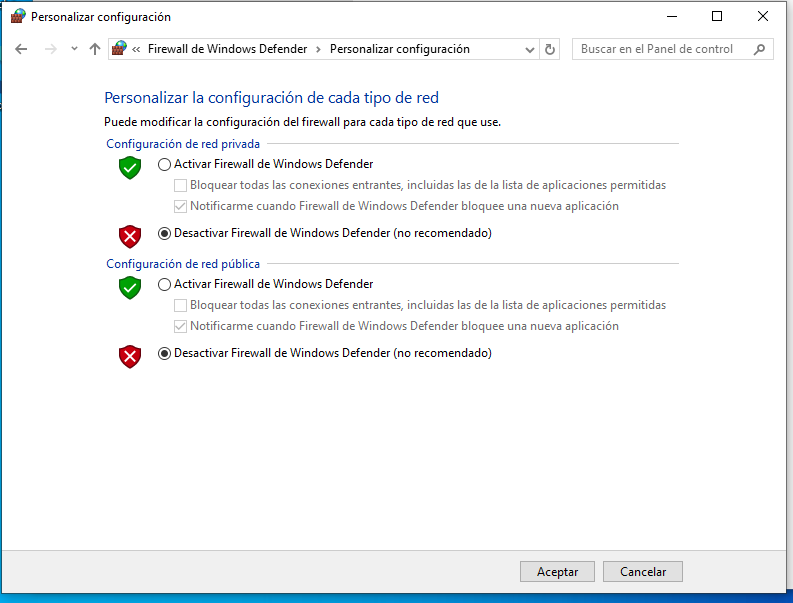 Personalizar configuración
« Firewall de Windows Defender > Personalizar configuración
Buscar en el Panel de control
Personalizar la configuración de cada tipo de red
Puede modificar la configuración del firewall para cada tipo de red que use.
Configuración de red privada
Activar Firewall de Windows Defender
Bloquear todas las conexiones entrantes, incluidas las de la lista de aplicaciones permitidas
Notificarme cuando Firewall de Windows Defender bloquee una nueva aplicación
Desactivar Firewall de Windows Defender (no recomendado)
Configuración de red pública
Activar Firewall de Windows Defender
Bloquear todas las conexiones entrantes, incluidas las de la lista de aplicaciones permitidas
Notificarme cuando Firewall de Windows Defender bloquee una nueva aplicación
Desactivar Firewall de Windows Defender (no recomendado)
Aceptar
Cancelar